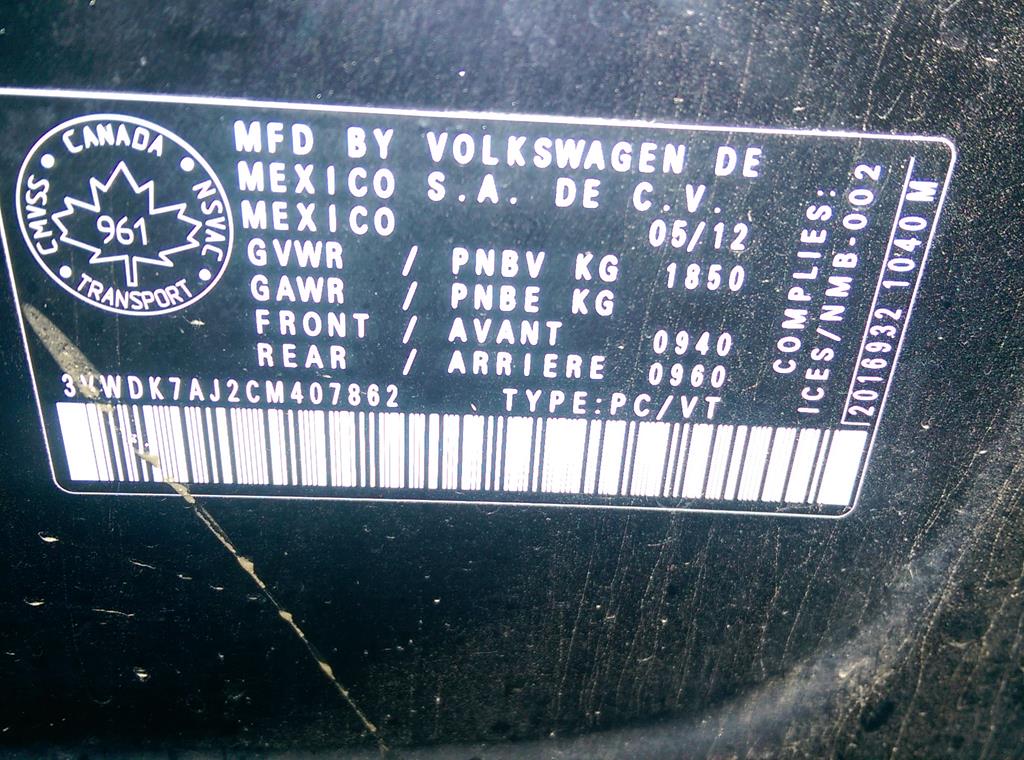 CANADA
CMVSS
NSVAC
961
TRANSPORT
MFD BY VOLKSWAGEN DE
MEXICO S.A. DE C.V.
MEXICO 05/12
GVWR / PNBV KG 1850
GAWR / PNBE KG
FRONT / AVANT 0940
REAR / ARRIERE 0960
3VWDK7AJ2CM407862 TYPE:PC/VT
COMPLIES:
ICES/NMB-002
2016932 1040 M